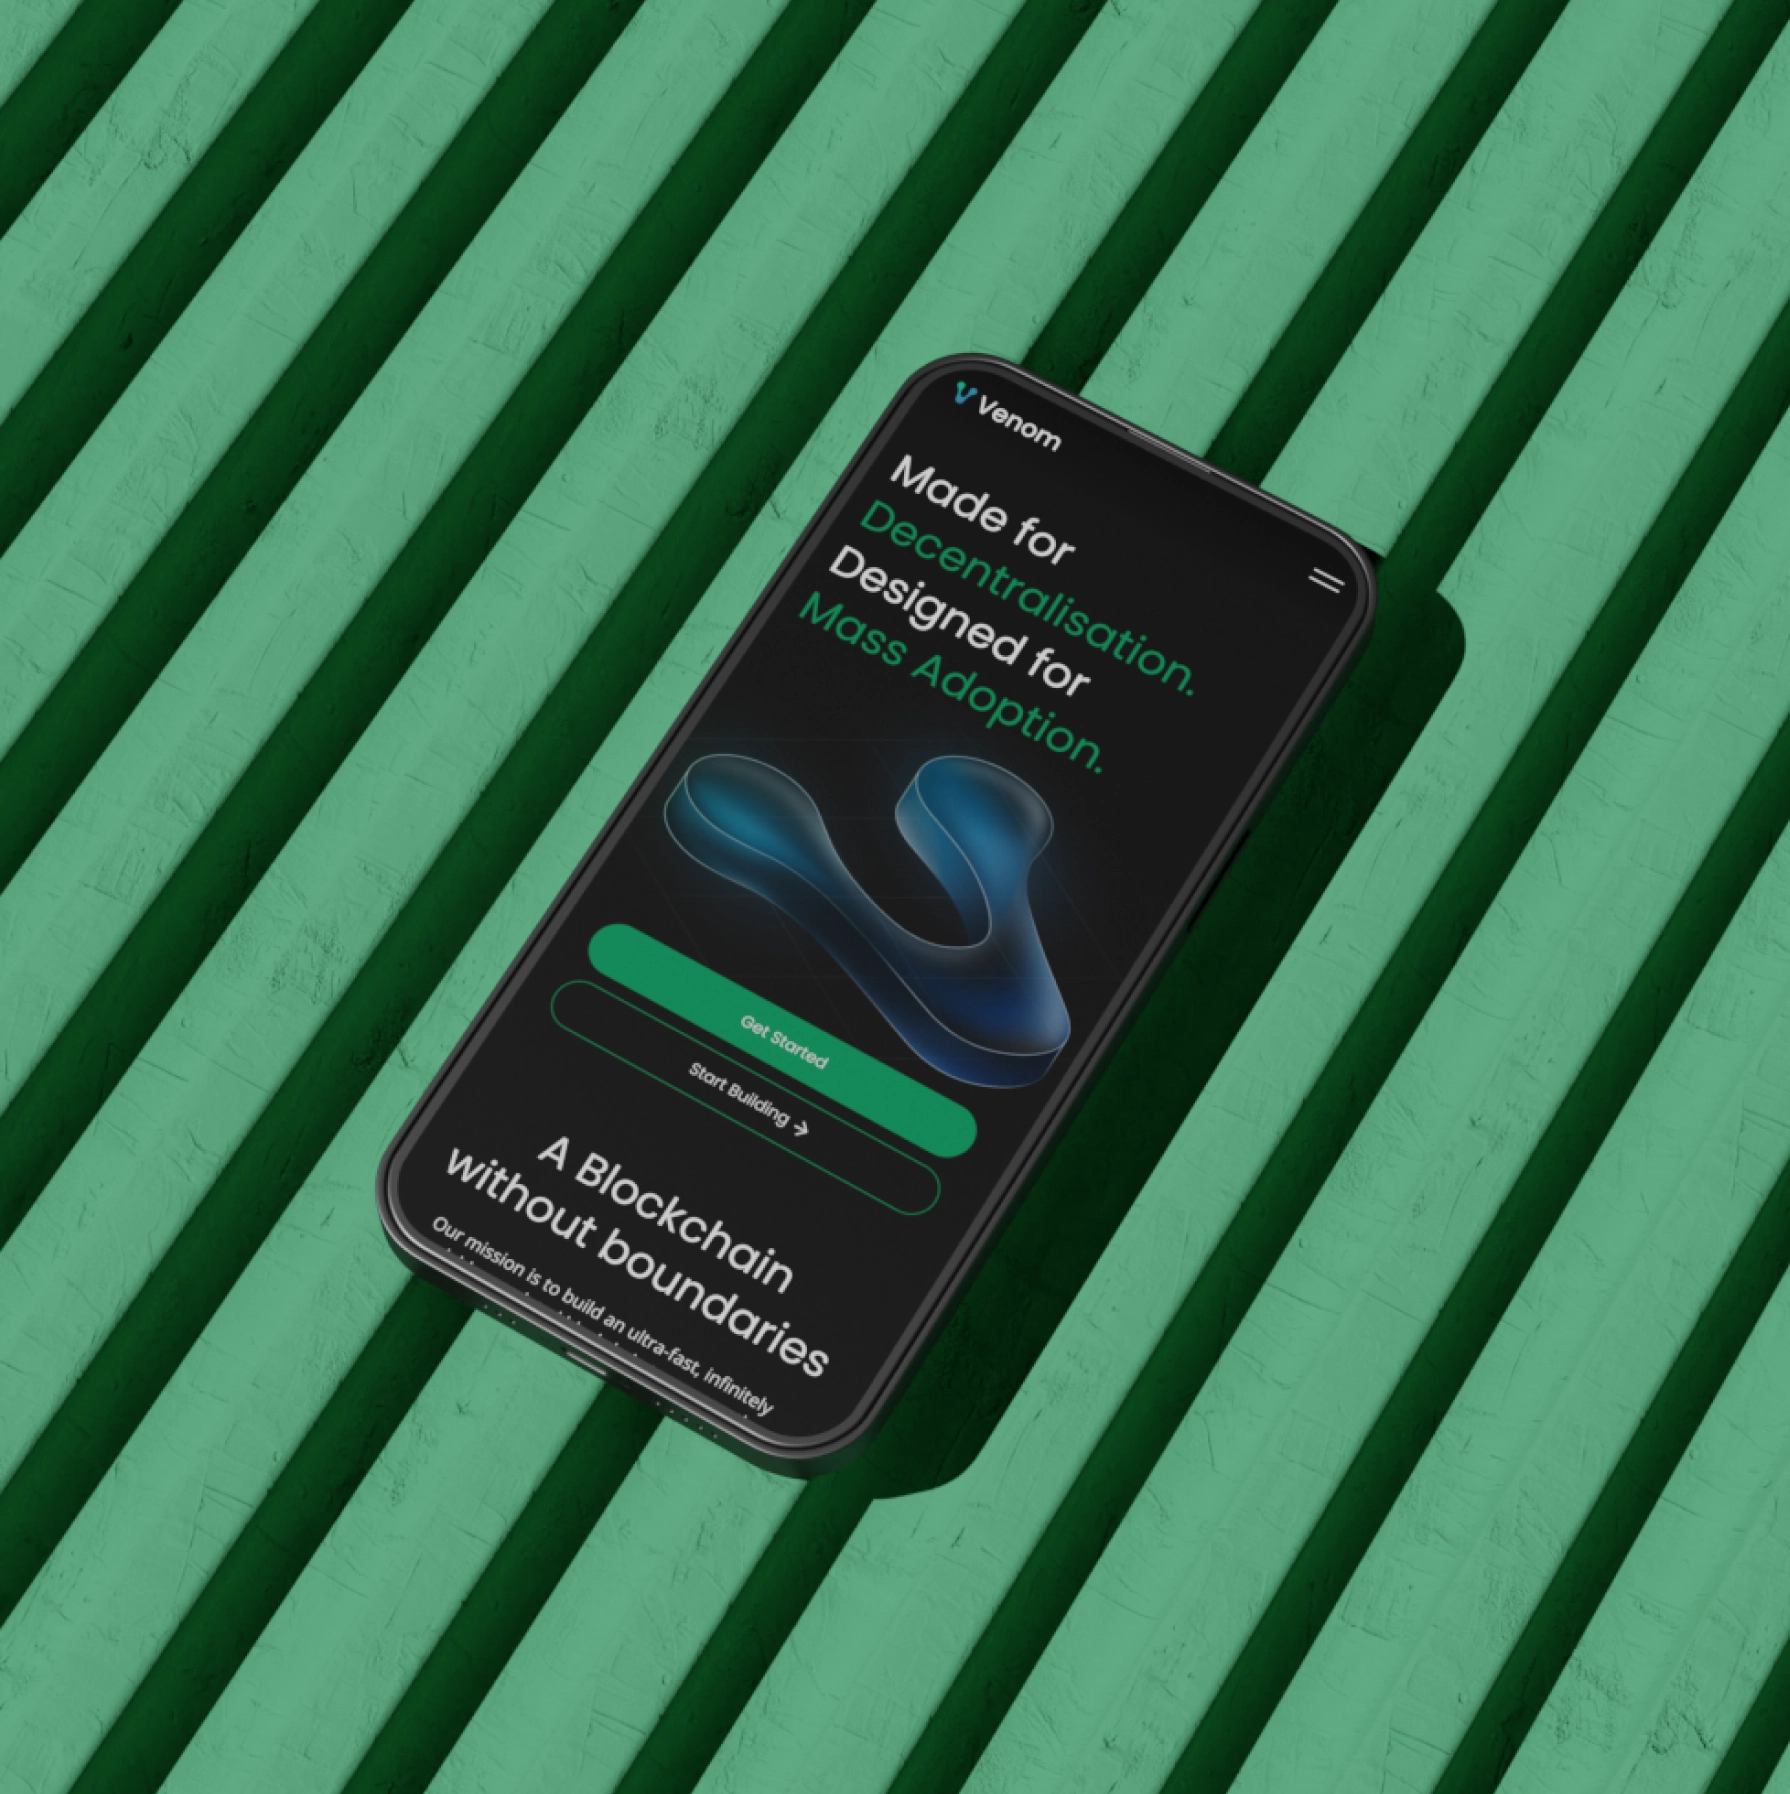 Venom
Made for
Decentralisation.
Designed for
Mass Adoption.
Get Started
Start Building →
A Blockchain
without boundaries
Our mission is to build an ultra-fast, infinitely